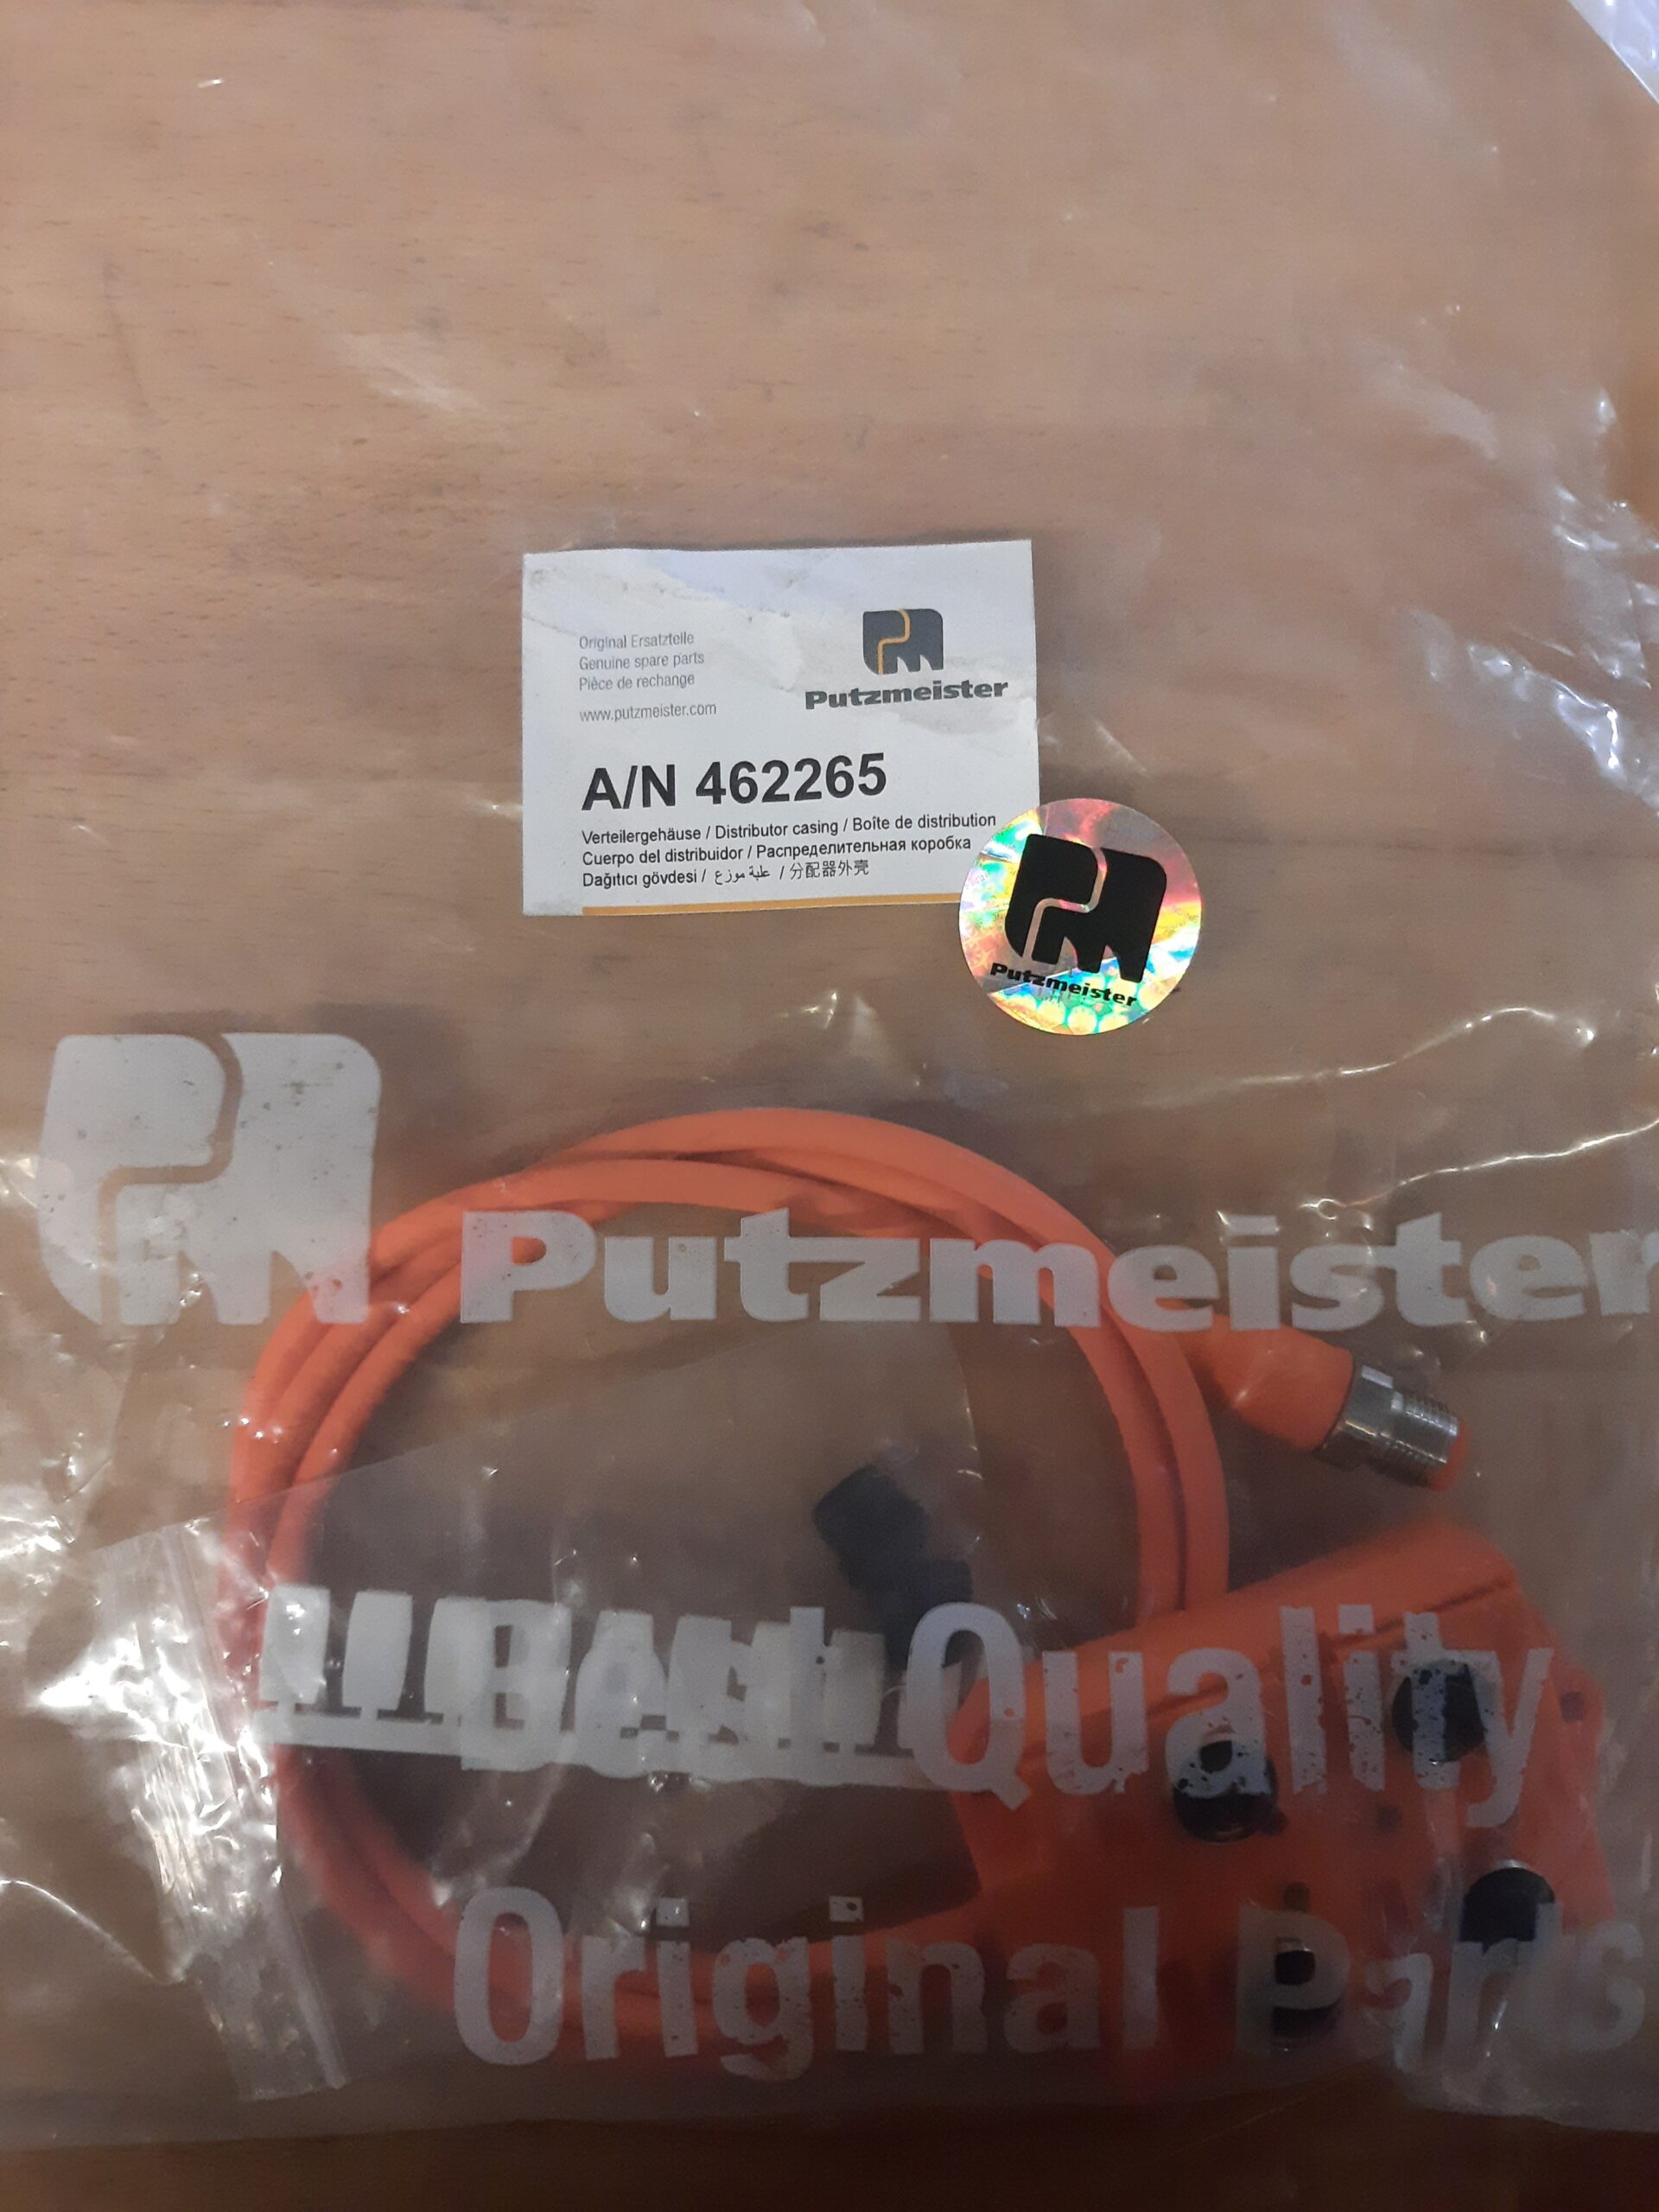 Original Ersatzteile
Genuine spare parts
Pièce de rechange
www.putzmeister.com
Putzmeister
A/N 462265
Verteilergehäuse / Distributor casing / Boîte de distribution
Cuerpo del distribuidor / Распределительная коробка
Dağıtıcı gövdesi / علبة موزع / 分配器外壳
Putzmeister
Putzmeister
Best Quality
Original Parts